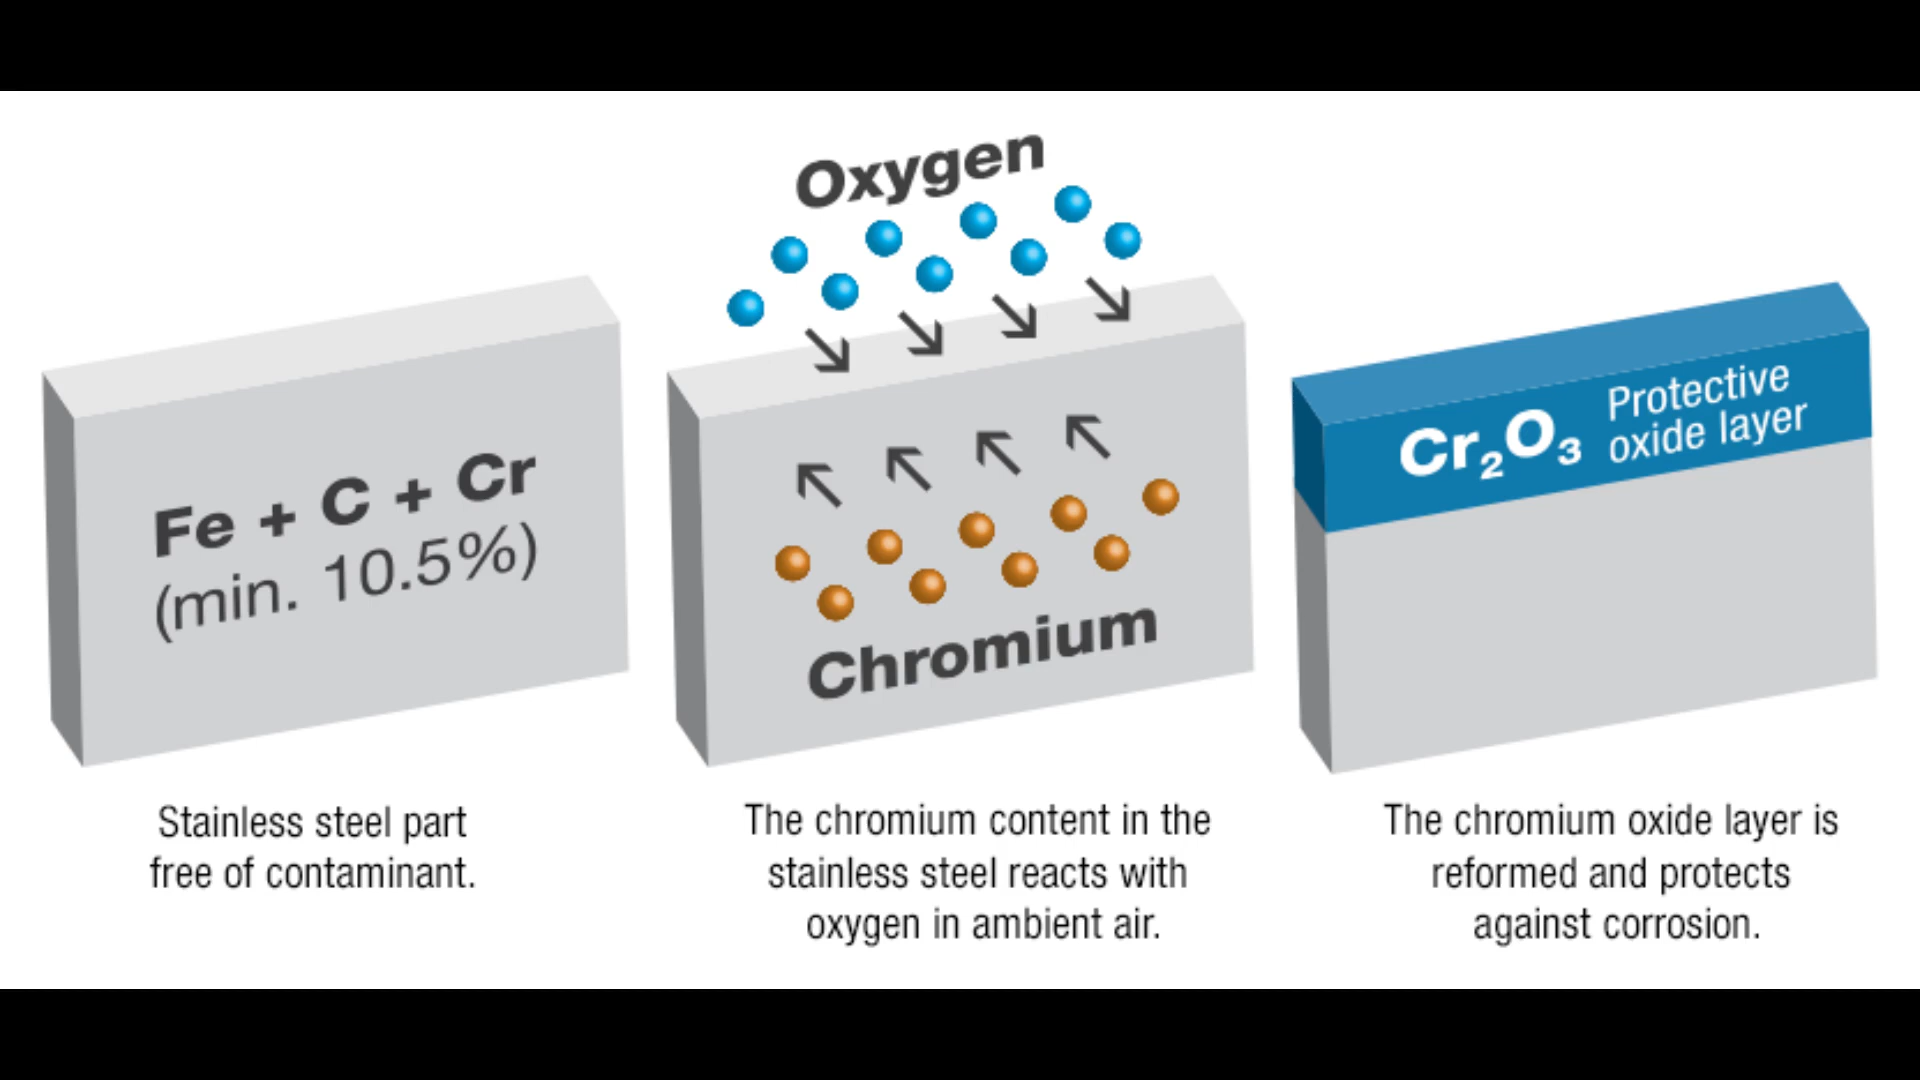 Fe + C + Cr
(min. 10.5%)
Stainless steel part
free of contaminant.
Oxygen
Chromium
The chromium content in the
stainless steel reacts with
oxygen in ambient air.
Cr₂O₃ Protective
oxide layer
The chromium oxide layer is
reformed and protects
against corrosion.